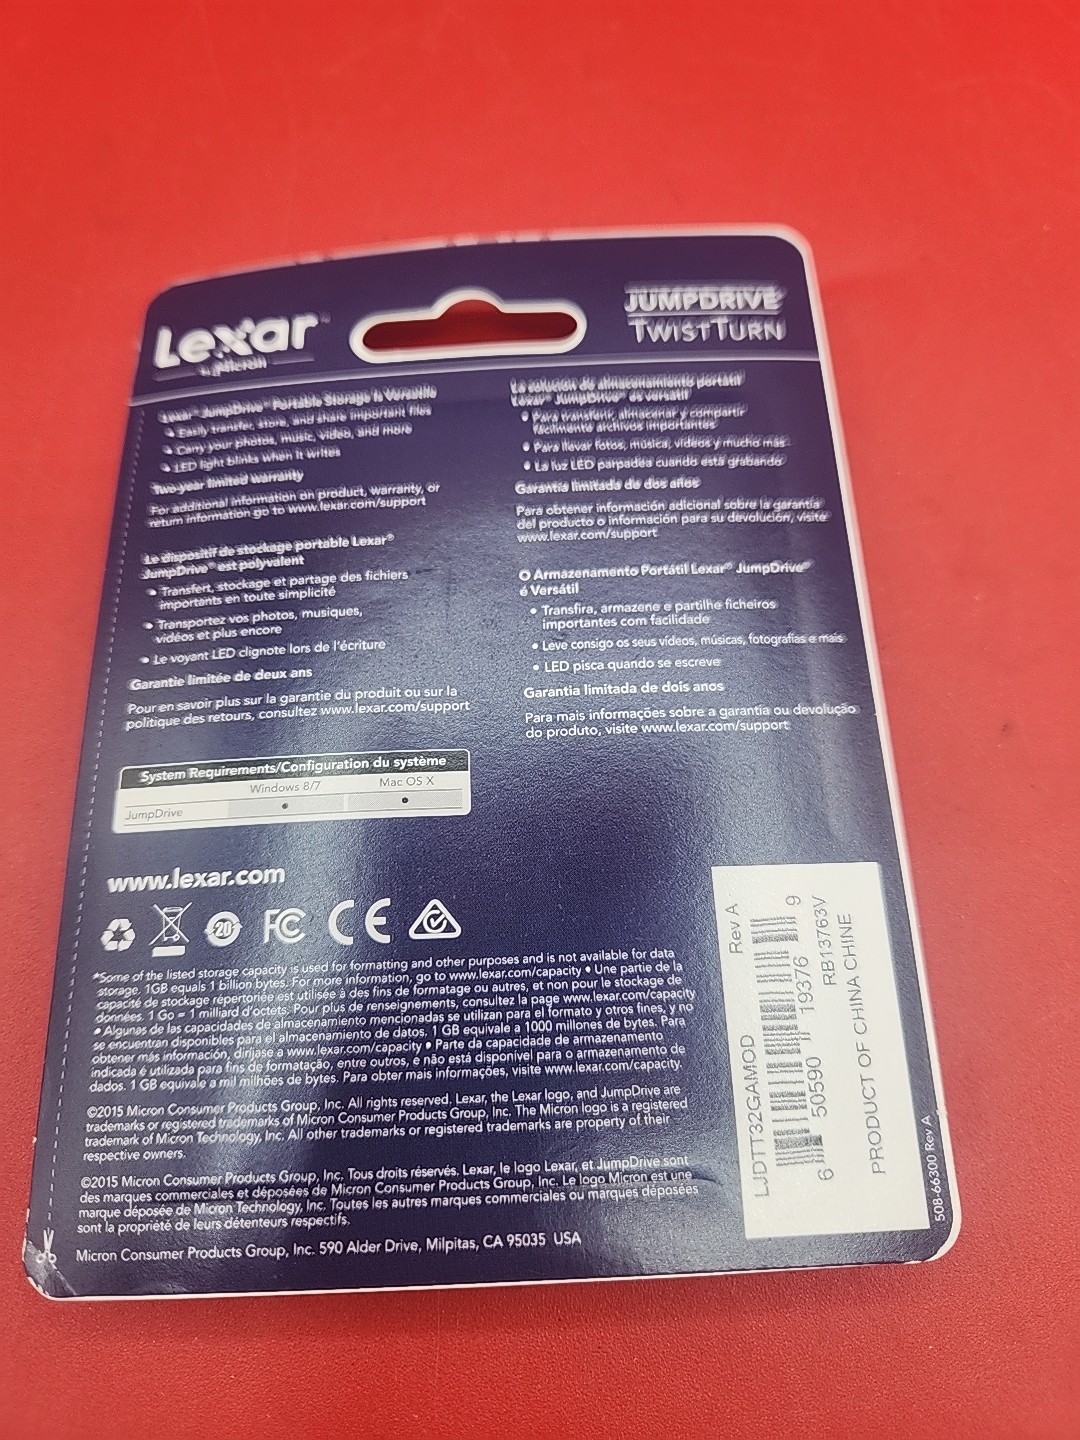 Lexar™
by Micron
JUMPDRIVE®
TWISTTURN
Lexar® JumpDrive® Portable Storage Is Versatile
• Easily transfer, store, and share important files
• Carry your photos, music, video, and more
• LED light blinks when it writes
Two-year limited warranty
For additional information on product, warranty, or
return information go to www.lexar.com/support
Le dispositif de stockage portable Lexar®
JumpDrive® est polyvalent
• Transfert, stockage et partage des fichiers
importants en toute simplicité
• Transportez vos photos, musiques,
vidéos et plus encore
• Le voyant LED clignote lors de l'écriture
Garantie limitée de deux ans
Pour en savoir plus sur la garantie du produit ou sur la
politique des retours, consultez www.lexar.com/support
La solución de almacenamiento portátil
Lexar® JumpDrive® es versátil
• Para transferir, almacenar y compartir
fácilmente archivos importantes
• Para llevar fotos, música, vídeos y mucho más
• La luz LED parpadea cuando está grabando
Garantía limitada de dos años
Para obtener información adicional sobre la garantía
del producto o información para su devolución, visite
www.lexar.com/support
O Armazenamento Portátil Lexar® JumpDrive®
é Versátil
• Transfira, armazene e partilhe ficheiros
importantes com facilidade
• Leve consigo os seus vídeos, músicas, fotografias e mais
• LED pisca quando se escreve
Garantia limitada de dois anos
Para mais informações sobre a garantia ou devolução
do produto, visite www.lexar.com/support
System Requirements/Configuration du système
Windows 8/7 Mac OS X
JumpDrive • •
www.lexar.com
20 FC CE
*Some of the listed storage capacity is used for formatting and other purposes and is not available for data
storage. 1GB equals 1 billion bytes. For more information, go to www.lexar.com/capacity • Une partie de la
capacité de stockage répertoriée est utilisée à des fins de formatage ou autres, et non pour le stockage de
données. 1 Go = 1 milliard d'octets. Pour plus de renseignements, consultez la page www.lexar.com/capacity
• Algunas de las capacidades de almacenamiento mencionadas se utilizan para el formato y otros fines, y no
se encuentran disponibles para el almacenamiento de datos. 1 GB equivale a 1000 millones de bytes. Para
obtener más información, diríjase a www.lexar.com/capacity • Parte da capacidade de armazenamento
indicada é utilizada para fins de formatação, entre outros, e não está disponível para o armazenamento de
dados. 1 GB equivale a mil milhões de bytes. Para obter mais informações, visite www.lexar.com/capacity.
©2015 Micron Consumer Products Group, Inc. All rights reserved. Lexar, the Lexar logo, and JumpDrive are
trademarks or registered trademarks of Micron Consumer Products Group, Inc. The Micron logo is a registered
trademark of Micron Technology, Inc. All other trademarks or registered trademarks are property of their
respective owners.
©2015 Micron Consumer Products Group, Inc. Tous droits réservés. Lexar, le logo Lexar, et JumpDrive sont
des marques commerciales et déposées de Micron Consumer Products Group, Inc. Le logo Micron est une
marque déposée de Micron Technology, Inc. Toutes les autres marques commerciales ou marques déposées
sont la propriété de leurs détenteurs respectifs.
Micron Consumer Products Group, Inc. 590 Alder Drive, Milpitas, CA 95035 USA
LJDTT32GAMOD Rev A
6 50590 19376 9
RB13763V
PRODUCT OF CHINA CHINE
508-66300 Rev A